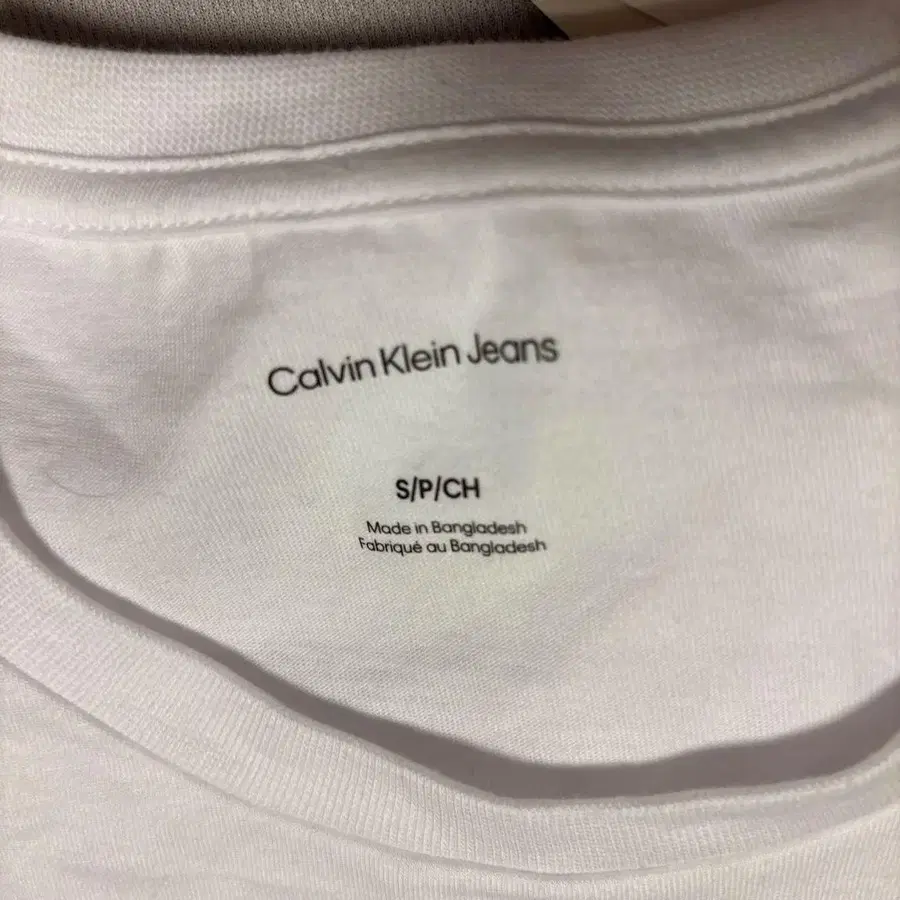 Calvin Klein Jeans
S/P/CH
Made in Bangladesh
Fabriqué au Bangladesh